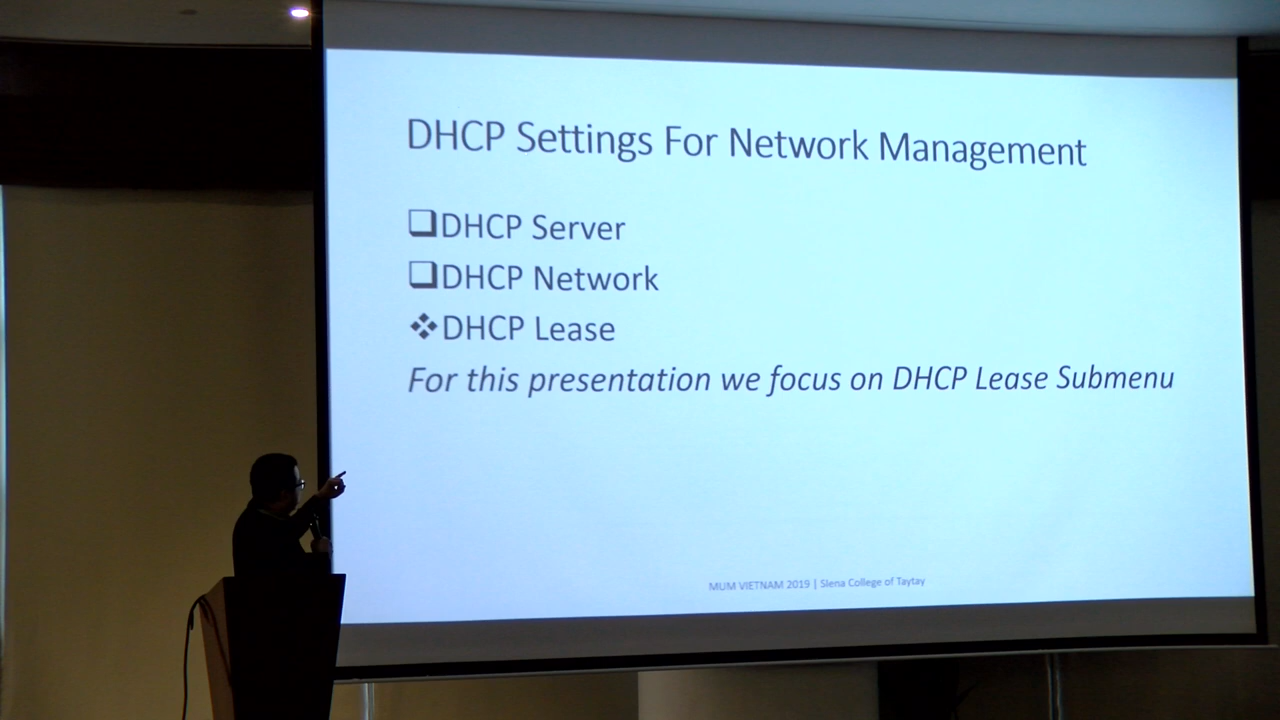 DHCP Settings For Network Management
❑DHCP Server
❑DHCP Network
❖DHCP Lease
For this presentation we focus on DHCP Lease Submenu
MUM VIETNAM 2019 | SIena College of Taytay